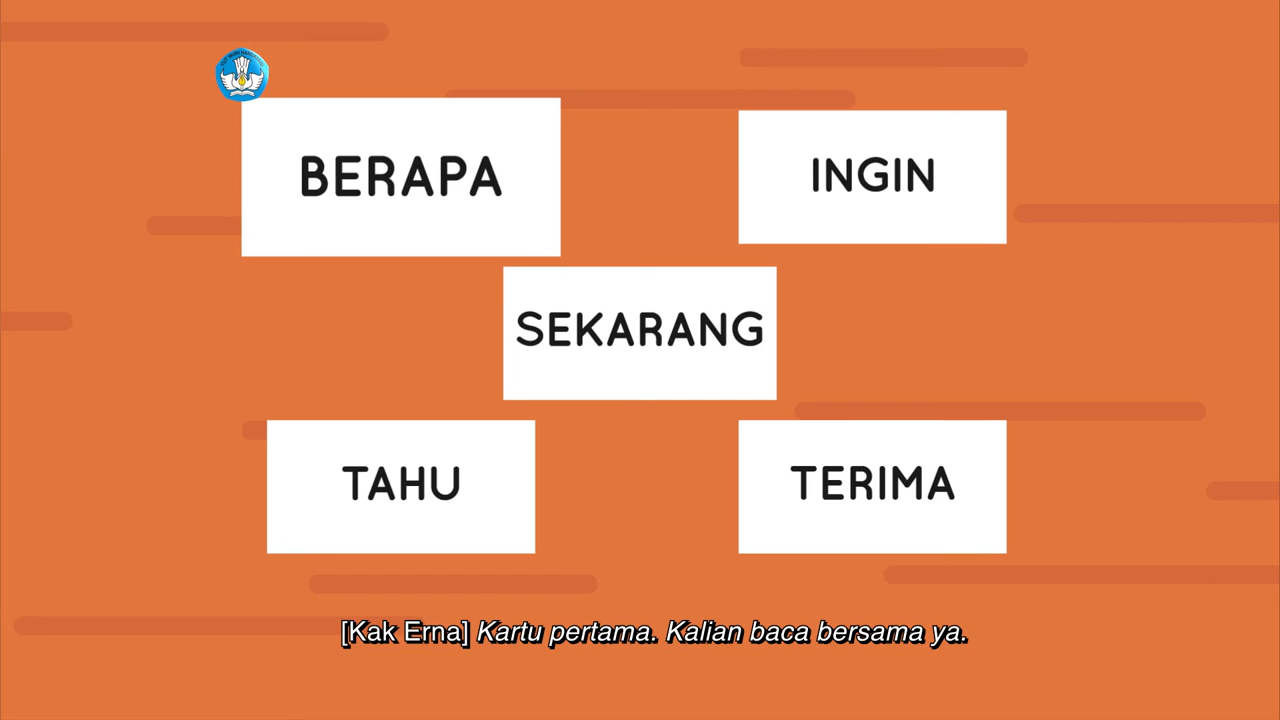 BERAPA
INGIN
SEKARANG
TAHU
TERIMA
[Kak Erna] Kartu pertama. Kalian baca bersama ya.